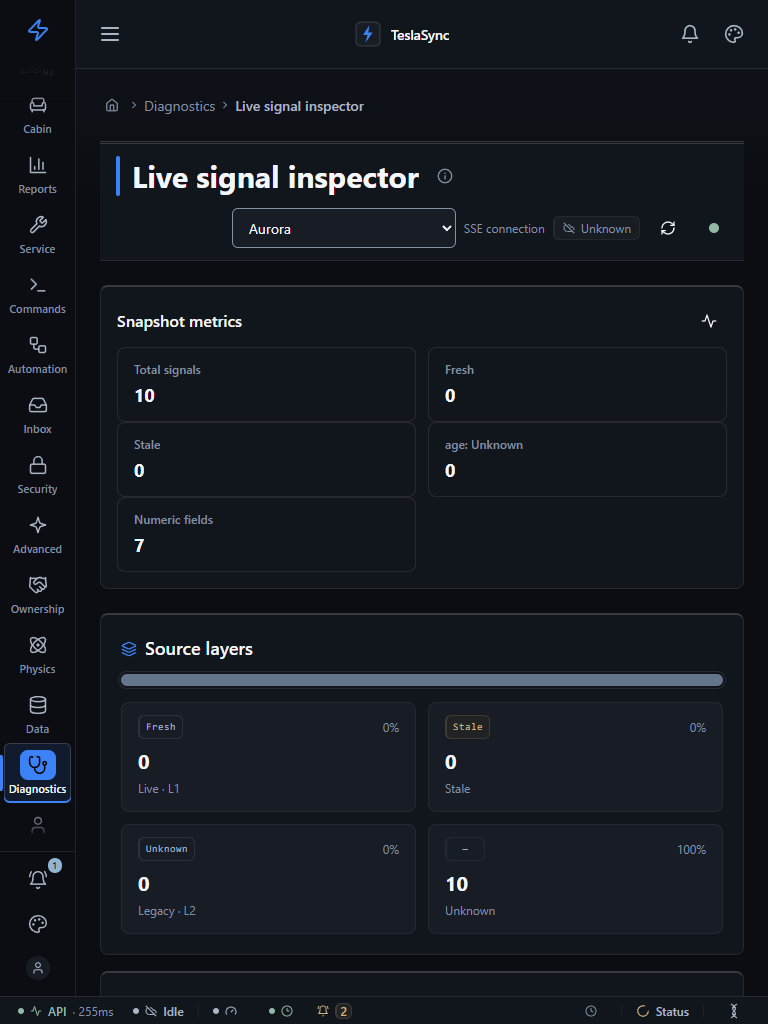 TeslaSync
Energy
Cabin
Reports
Service
Commands
Automation
Inbox
Security
Advanced
Ownership
Physics
Data
Diagnostics
1
Diagnostics
Live signal inspector
Live signal inspector
Aurora
SSE connection
Unknown
Snapshot metrics
Total signals
10
Fresh
0
Stale
0
age: Unknown
0
Numeric fields
7
Source layers
Fresh
0%
0
Live · L1
Stale
0%
0
Stale
Unknown
0%
0
Legacy · L2
—
100%
10
Unknown
API · 255ms
Idle
2
Status